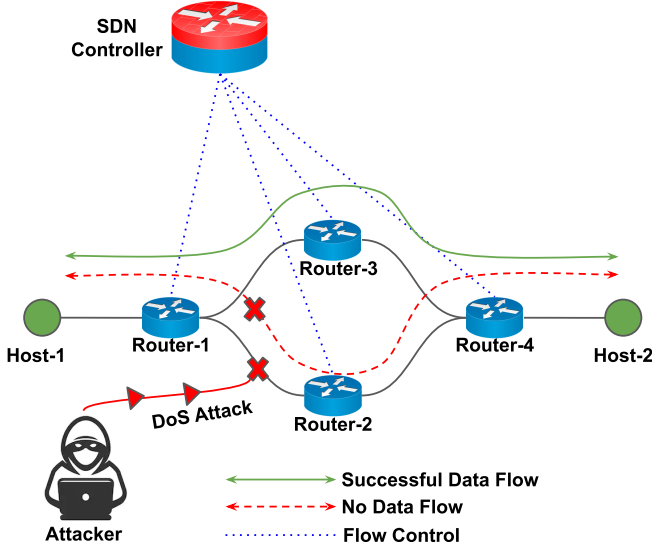 SDN
Controller
Router-3
Host-1
Router-1
Router-4
Host-2
DoS Attack
Router-2
Attacker
Successful Data Flow
No Data Flow
Flow Control